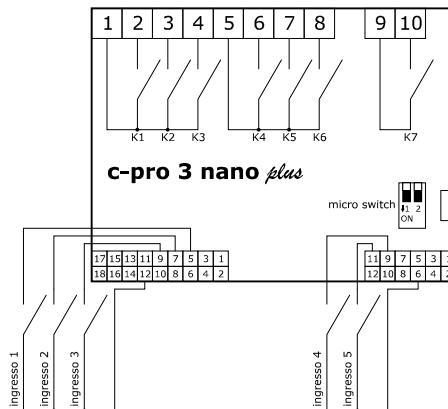 1 2 3 4 5 6 7 8 9 10
K1 K2 K3 K4 K5 K6 K7
c-pro 3 nano plus
micro switch
1 2
ON
17 15 13 11 9 7 5 3 1
18 16 14 12 10 8 6 4 2
11 9 7 5 3 1
12 10 8 6 4 2
ingresso 1
ingresso 2
ingresso 3
ingresso 4
ingresso 5